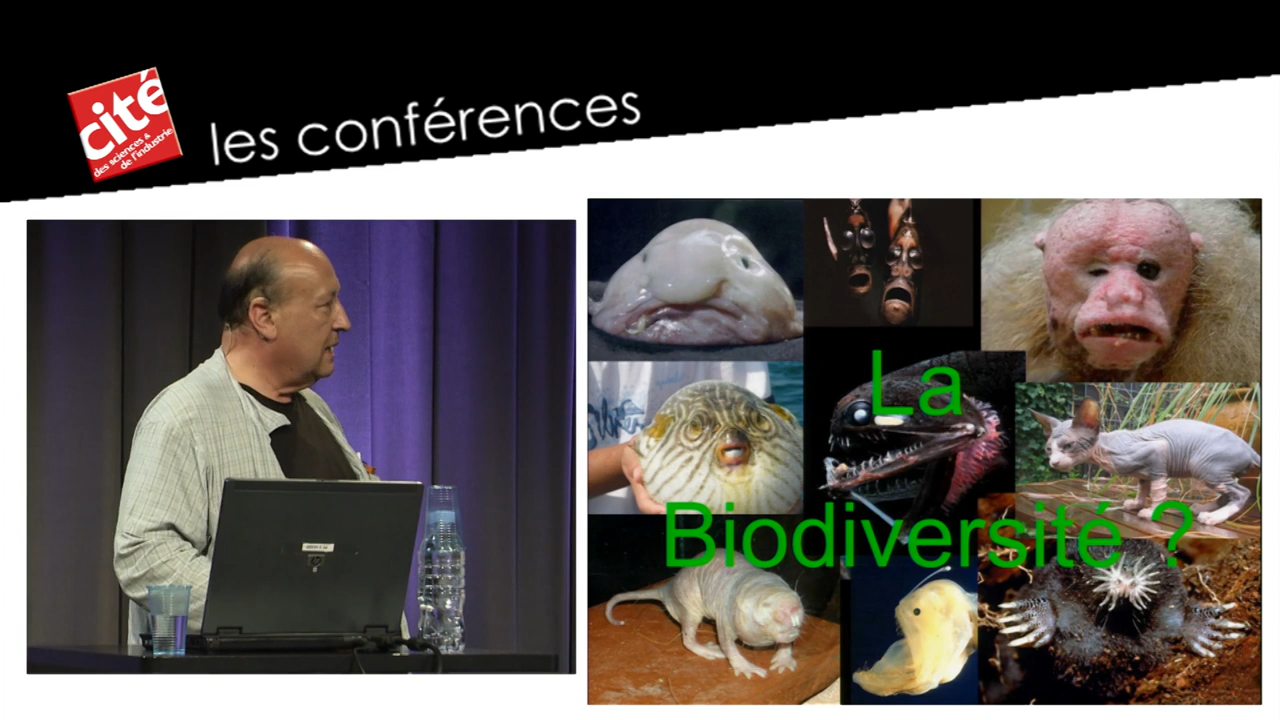 cité
des sciences &
de l'industrie
les conférences
La
Biodiversité ?